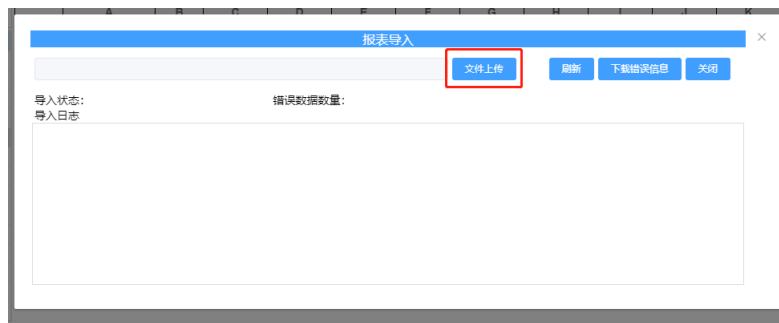 A B C D E F G H I J K
报表导入
×
文件上传 刷新 下载错误信息 关闭
导入状态： 错误数据数量：
导入日志